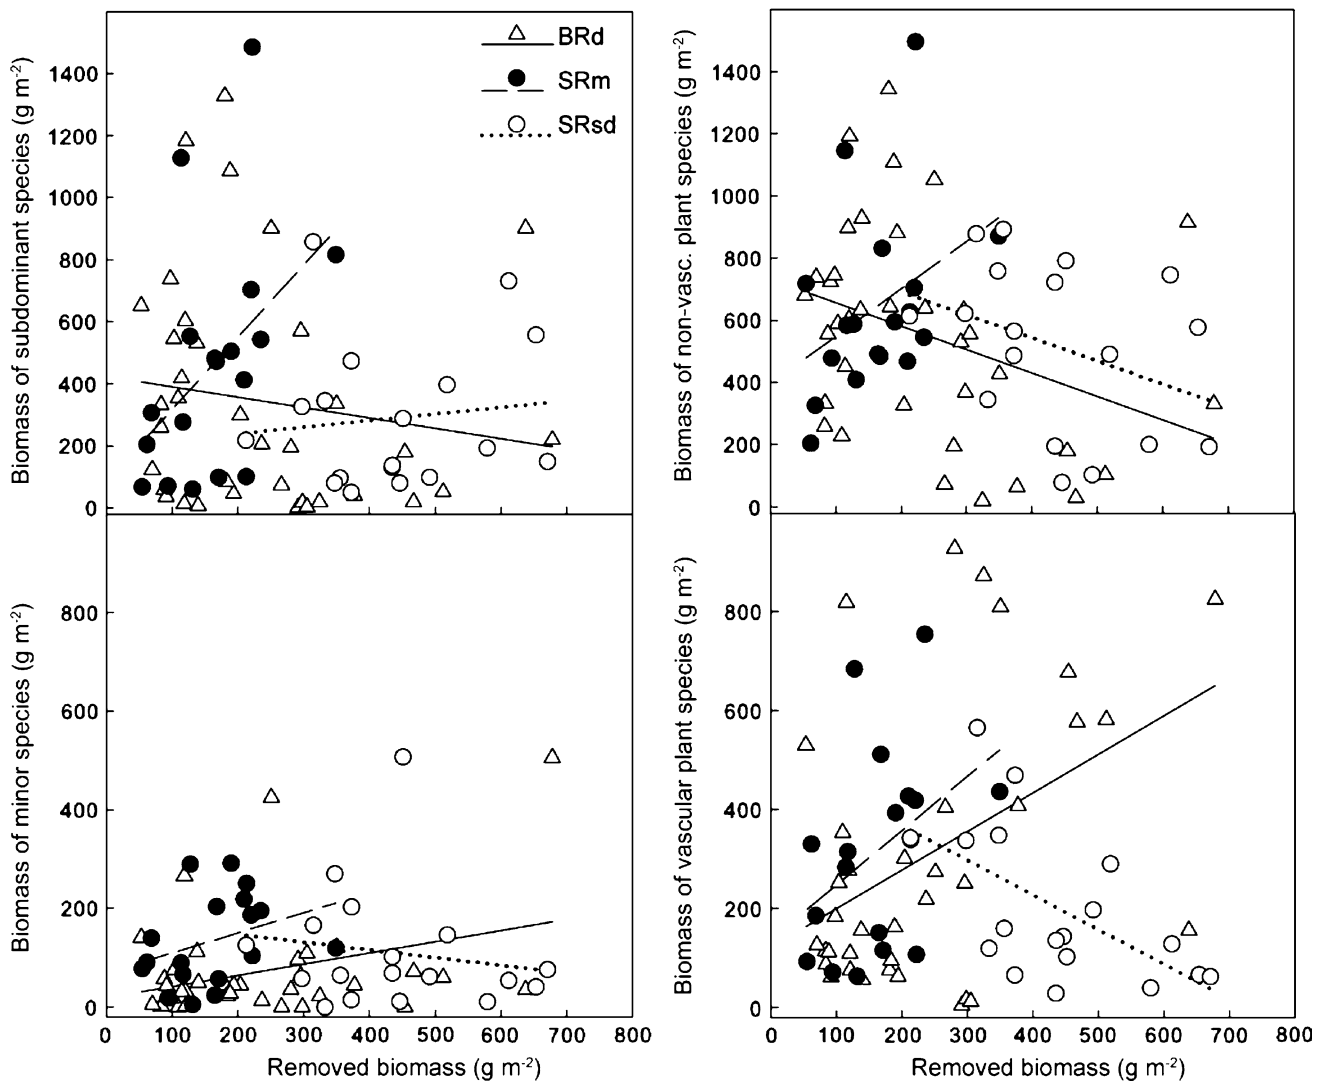 Biomass of subdominant species (g m-2)
1400
1200
1000
800
600
400
200
0
BRd
SRm
SRsd
Biomass of non-vasc. plant species (g m-2)
1400
1200
1000
800
600
400
200
0
Biomass of minor species (g m-2)
800
600
400
200
0
0 100 200 300 400 500 600 700 800
Removed biomass (g m-2)
Biomass of vascular plant species (g m-2)
800
600
400
200
0
0 100 200 300 400 500 600 700 800
Removed biomass (g m-2)